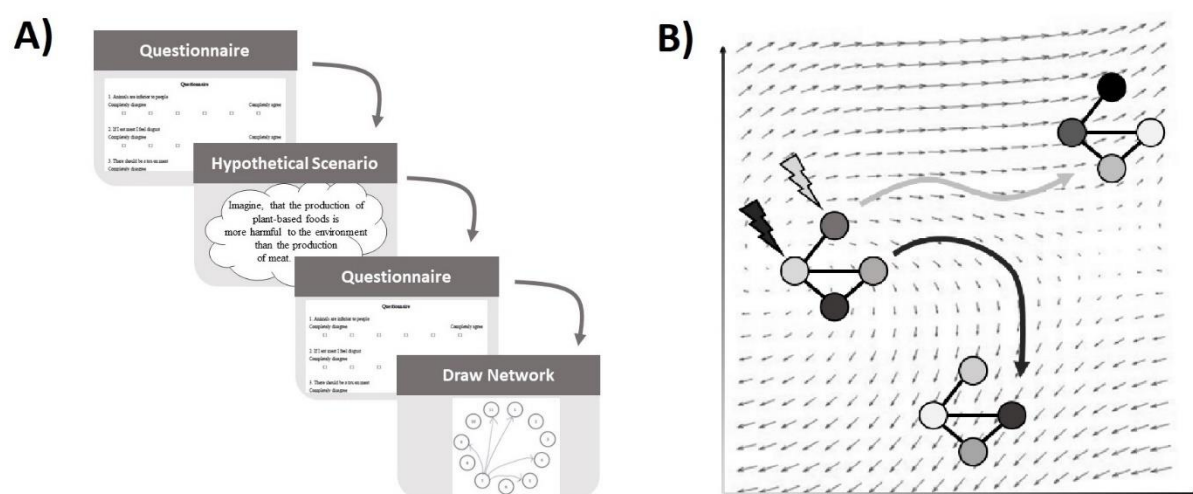 A)
Questionnaire
Questionnaire
1. Animals are inferior to people
Completely disagree Completely agree
2. If I eat meat I feel disgust
Completely disagree Completely agree
3. There should be a tax on meat
Completely disagree
Hypothetical Scenario
Imagine, that the production of
plant-based foods is
more harmful to the environment
than the production
of meat.
Questionnaire
Questionnaire
1. Animals are inferior to people
Completely disagree Completely agree
2. If I eat meat I feel disgust
Completely disagree
3. There should be a tax on meat
Completely disagree
Draw Network
B)